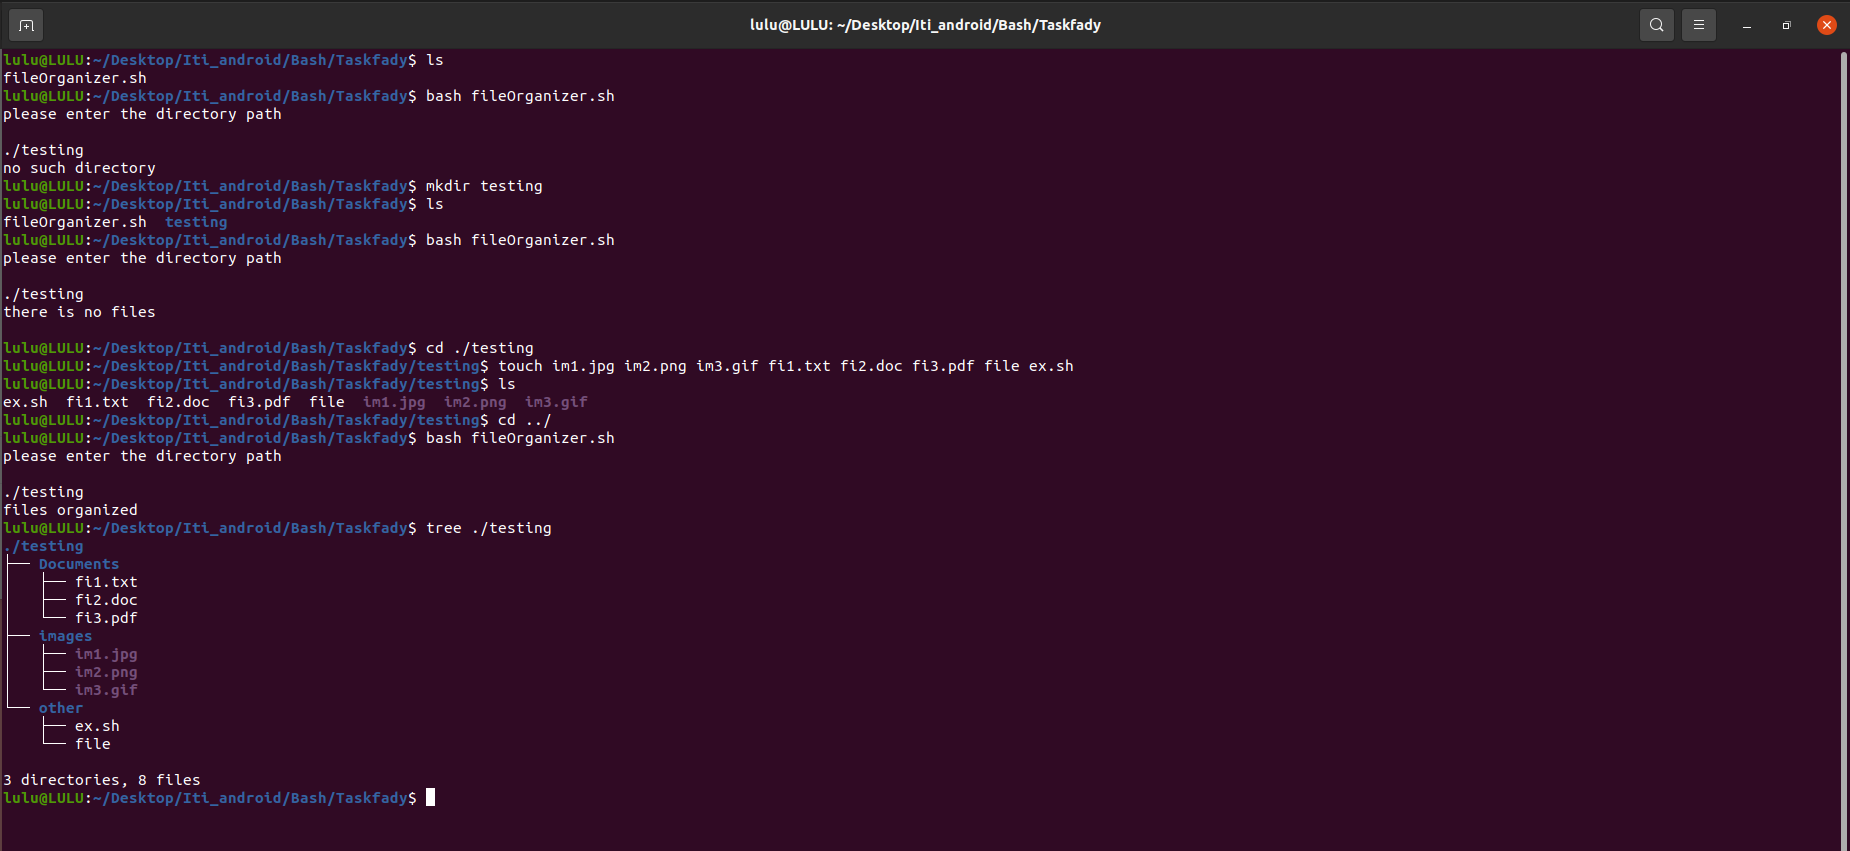 lulu@LULU: ~/Desktop/Iti_android/Bash/Taskfady
lulu@LULU:~/Desktop/Iti_android/Bash/Taskfady$ ls
fileOrganizer.sh
lulu@LULU:~/Desktop/Iti_android/Bash/Taskfady$ bash fileOrganizer.sh
please enter the directory path
./testing
no such directory
lulu@LULU:~/Desktop/Iti_android/Bash/Taskfady$ mkdir testing
lulu@LULU:~/Desktop/Iti_android/Bash/Taskfady$ ls
fileOrganizer.sh  testing
lulu@LULU:~/Desktop/Iti_android/Bash/Taskfady$ bash fileOrganizer.sh
please enter the directory path
./testing
there is no files
lulu@LULU:~/Desktop/Iti_android/Bash/Taskfady$ cd ./testing
lulu@LULU:~/Desktop/Iti_android/Bash/Taskfady/testing$ touch im1.jpg im2.png im3.gif fi1.txt fi2.doc fi3.pdf file ex.sh
lulu@LULU:~/Desktop/Iti_android/Bash/Taskfady/testing$ ls
ex.sh  fi1.txt  fi2.doc  fi3.pdf  file  im1.jpg  im2.png  im3.gif
lulu@LULU:~/Desktop/Iti_android/Bash/Taskfady/testing$ cd ../
lulu@LULU:~/Desktop/Iti_android/Bash/Taskfady$ bash fileOrganizer.sh
please enter the directory path
./testing
files organized
lulu@LULU:~/Desktop/Iti_android/Bash/Taskfady$ tree ./testing
./testing
├── Documents
│   ├── fi1.txt
│   ├── fi2.doc
│   └── fi3.pdf
├── images
│   ├── im1.jpg
│   ├── im2.png
│   └── im3.gif
└── other
    ├── ex.sh
    └── file
3 directories, 8 files
lulu@LULU:~/Desktop/Iti_android/Bash/Taskfady$